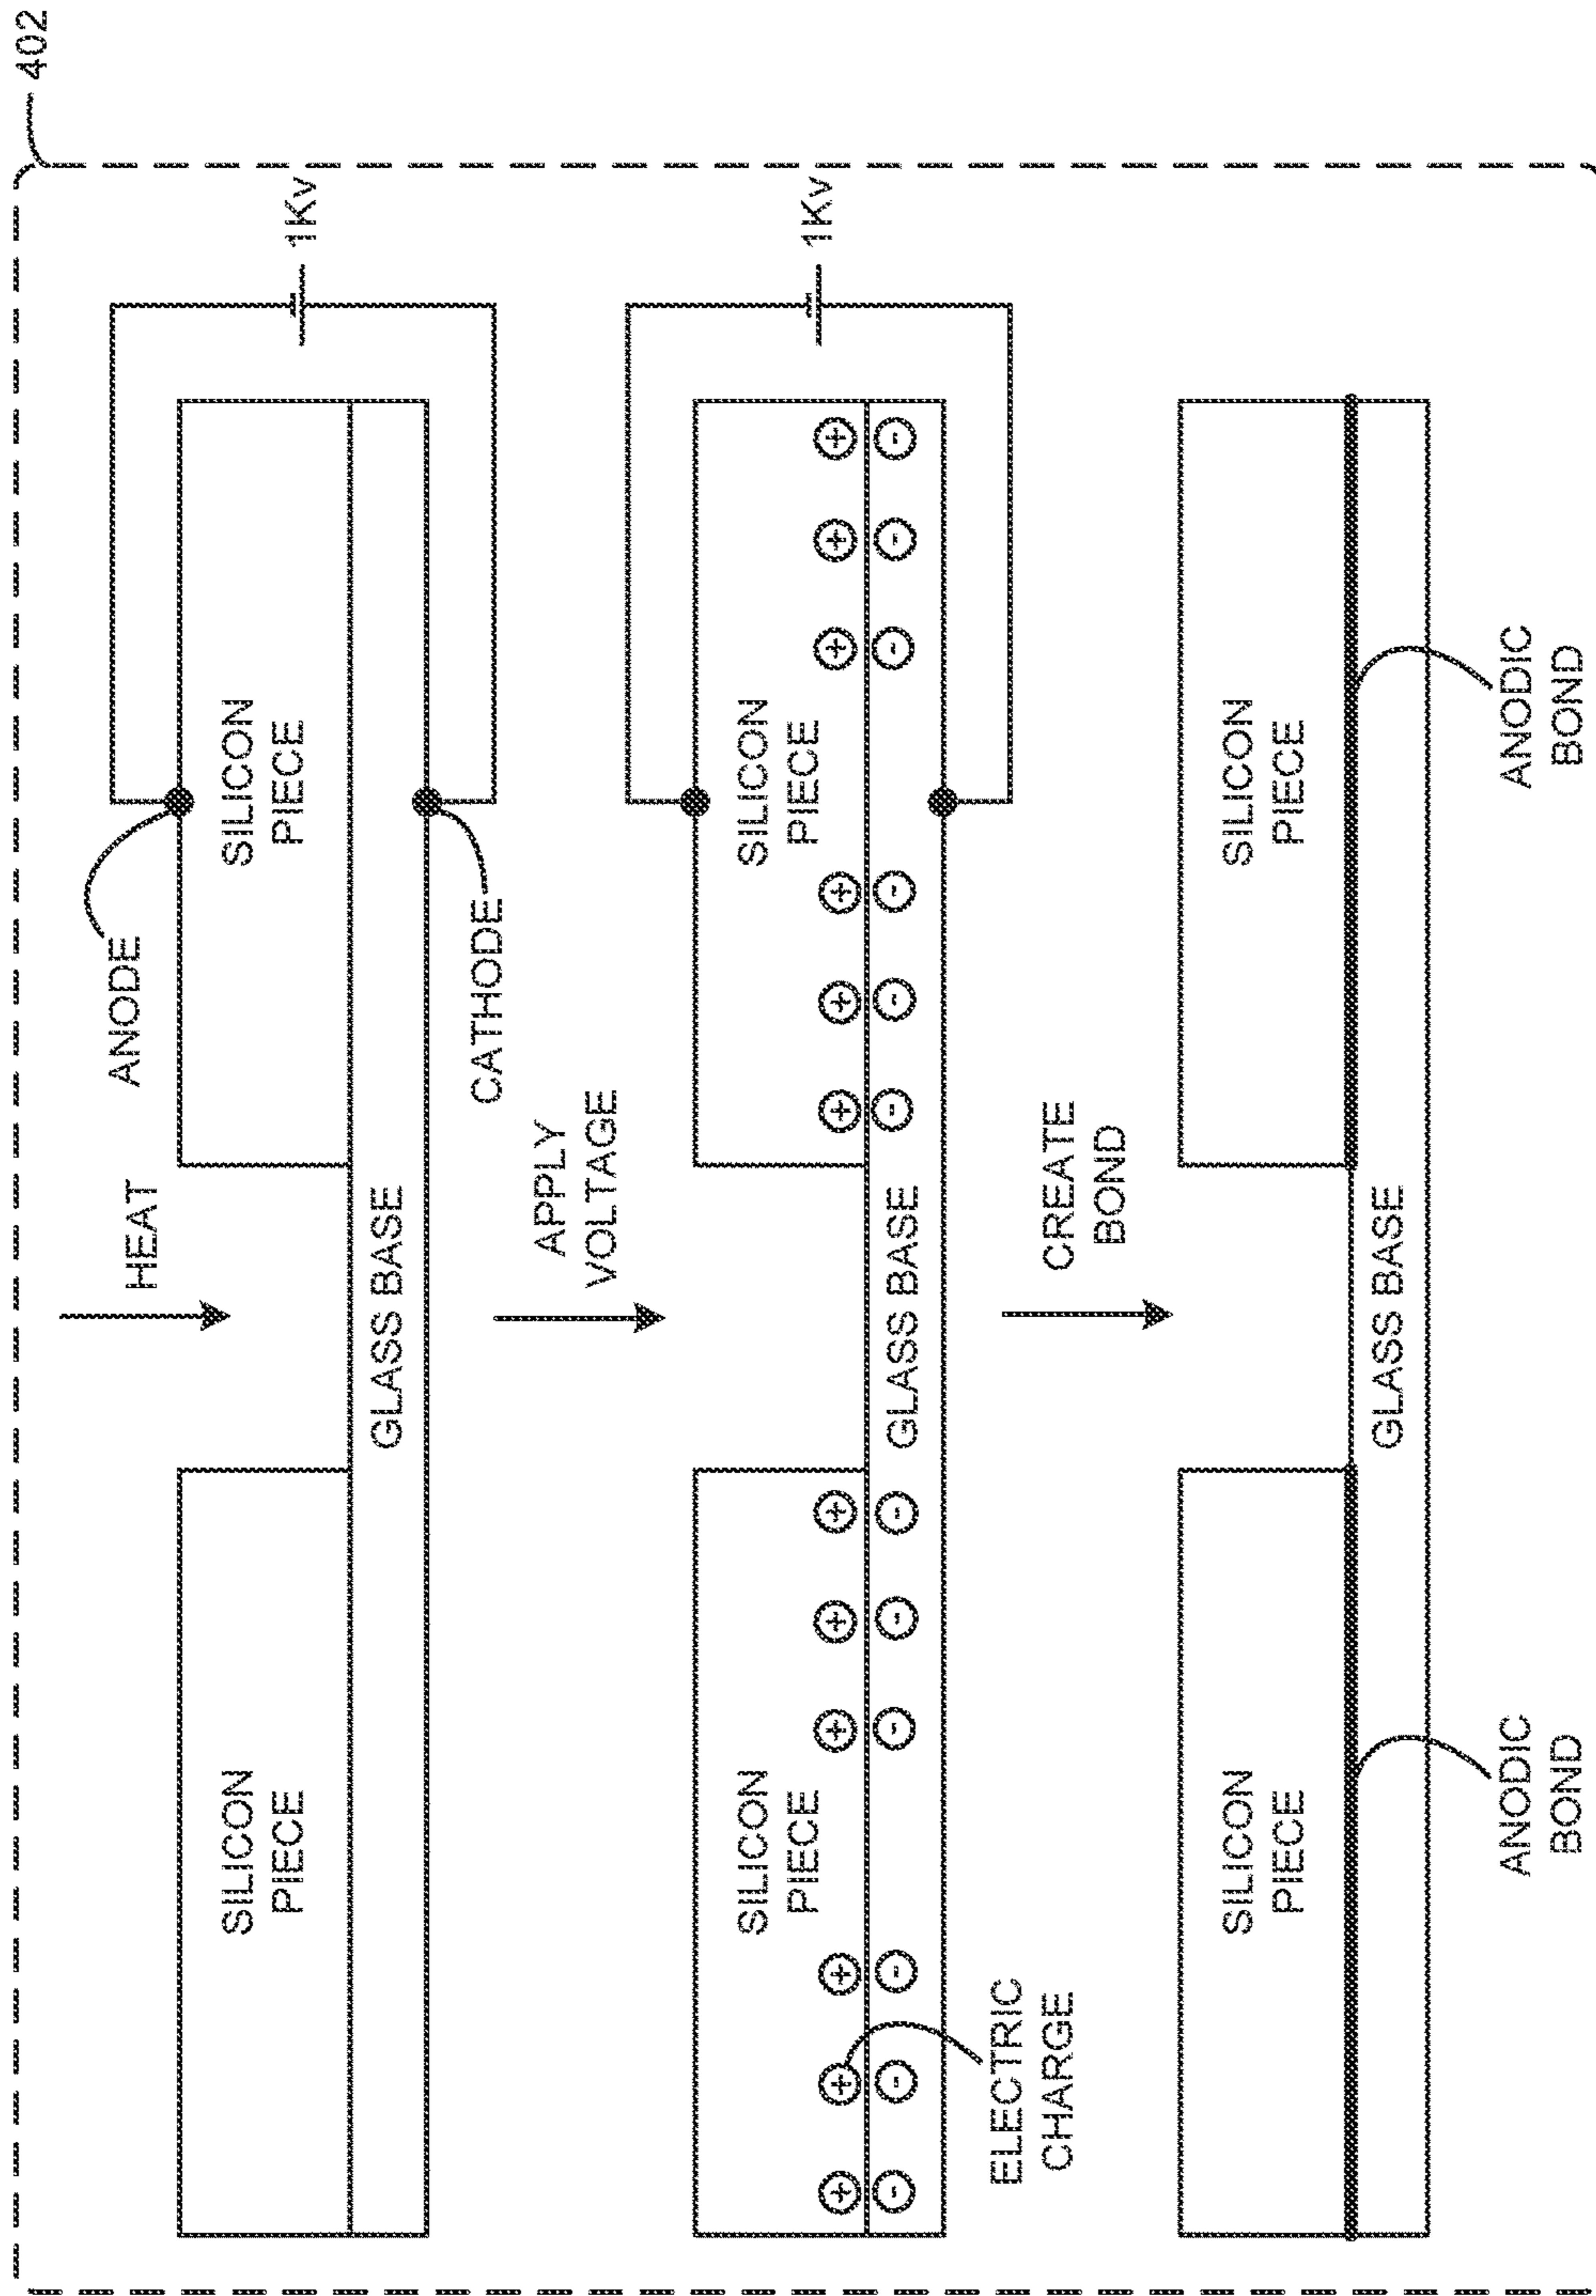 402
HEAT
ANODE
SILICON
PIECE
SILICON
PIECE
1Kv
GLASS BASE
CATHODE
APPLY
VOLTAGE
SILICON
PIECE
SILICON
PIECE
1Kv
+ + + + + + + + + + + +
- - - - - - - - - - - -
GLASS BASE
ELECTRIC
CHARGE
CREATE
BOND
SILICON
PIECE
SILICON
PIECE
GLASS BASE
ANODIC
BOND
ANODIC
BOND